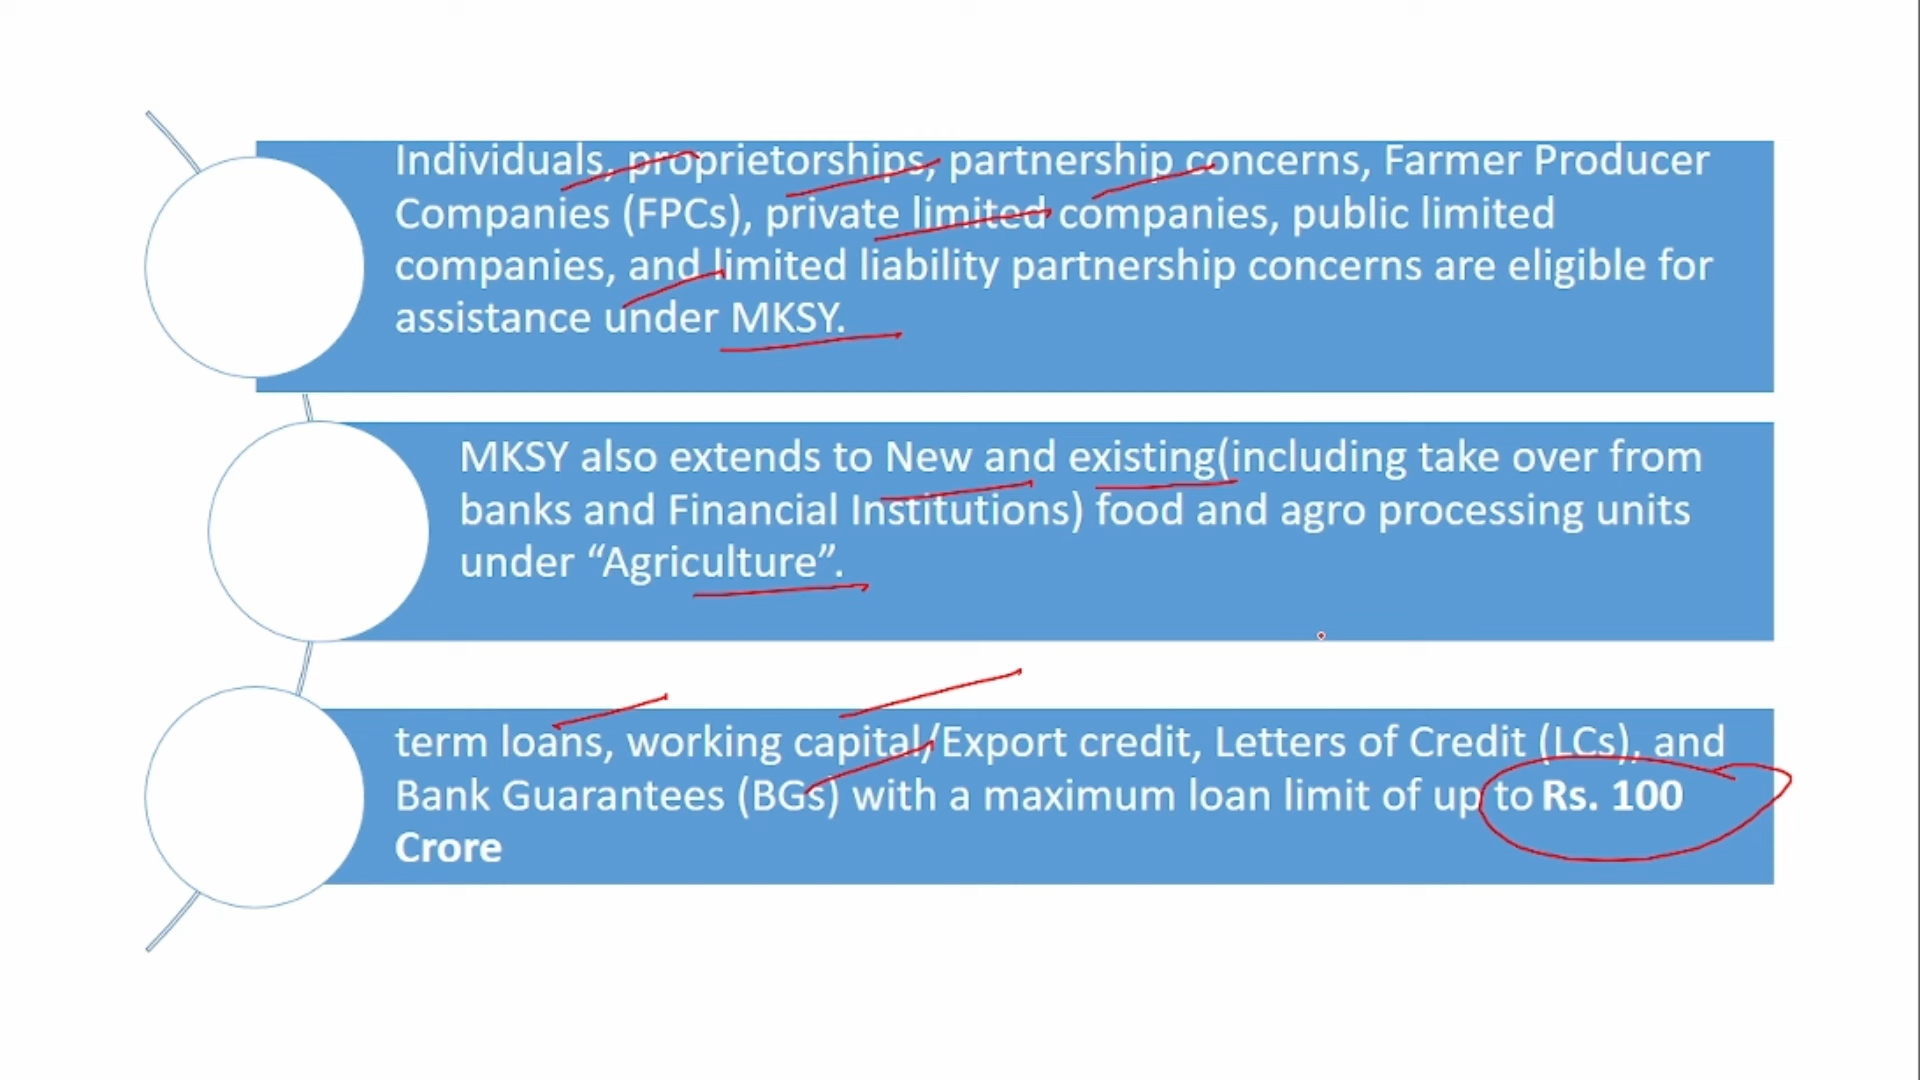 Individuals, proprietorships, partnership concerns, Farmer Producer
Companies (FPCs), private limited companies, public limited
companies, and limited liability partnership concerns are eligible for
assistance under MKSY.
MKSY also extends to New and existing(including take over from
banks and Financial Institutions) food and agro processing units
under “Agriculture”.
term loans, working capital/Export credit, Letters of Credit (LCs), and
Bank Guarantees (BGs) with a maximum loan limit of up to Rs. 100
Crore